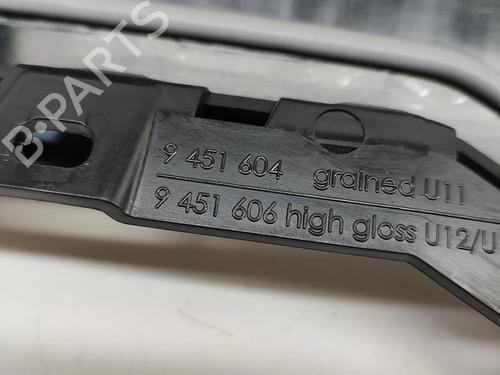 B-PARTS
9 451 604 grained U11
9 451 606 high gloss U12/U